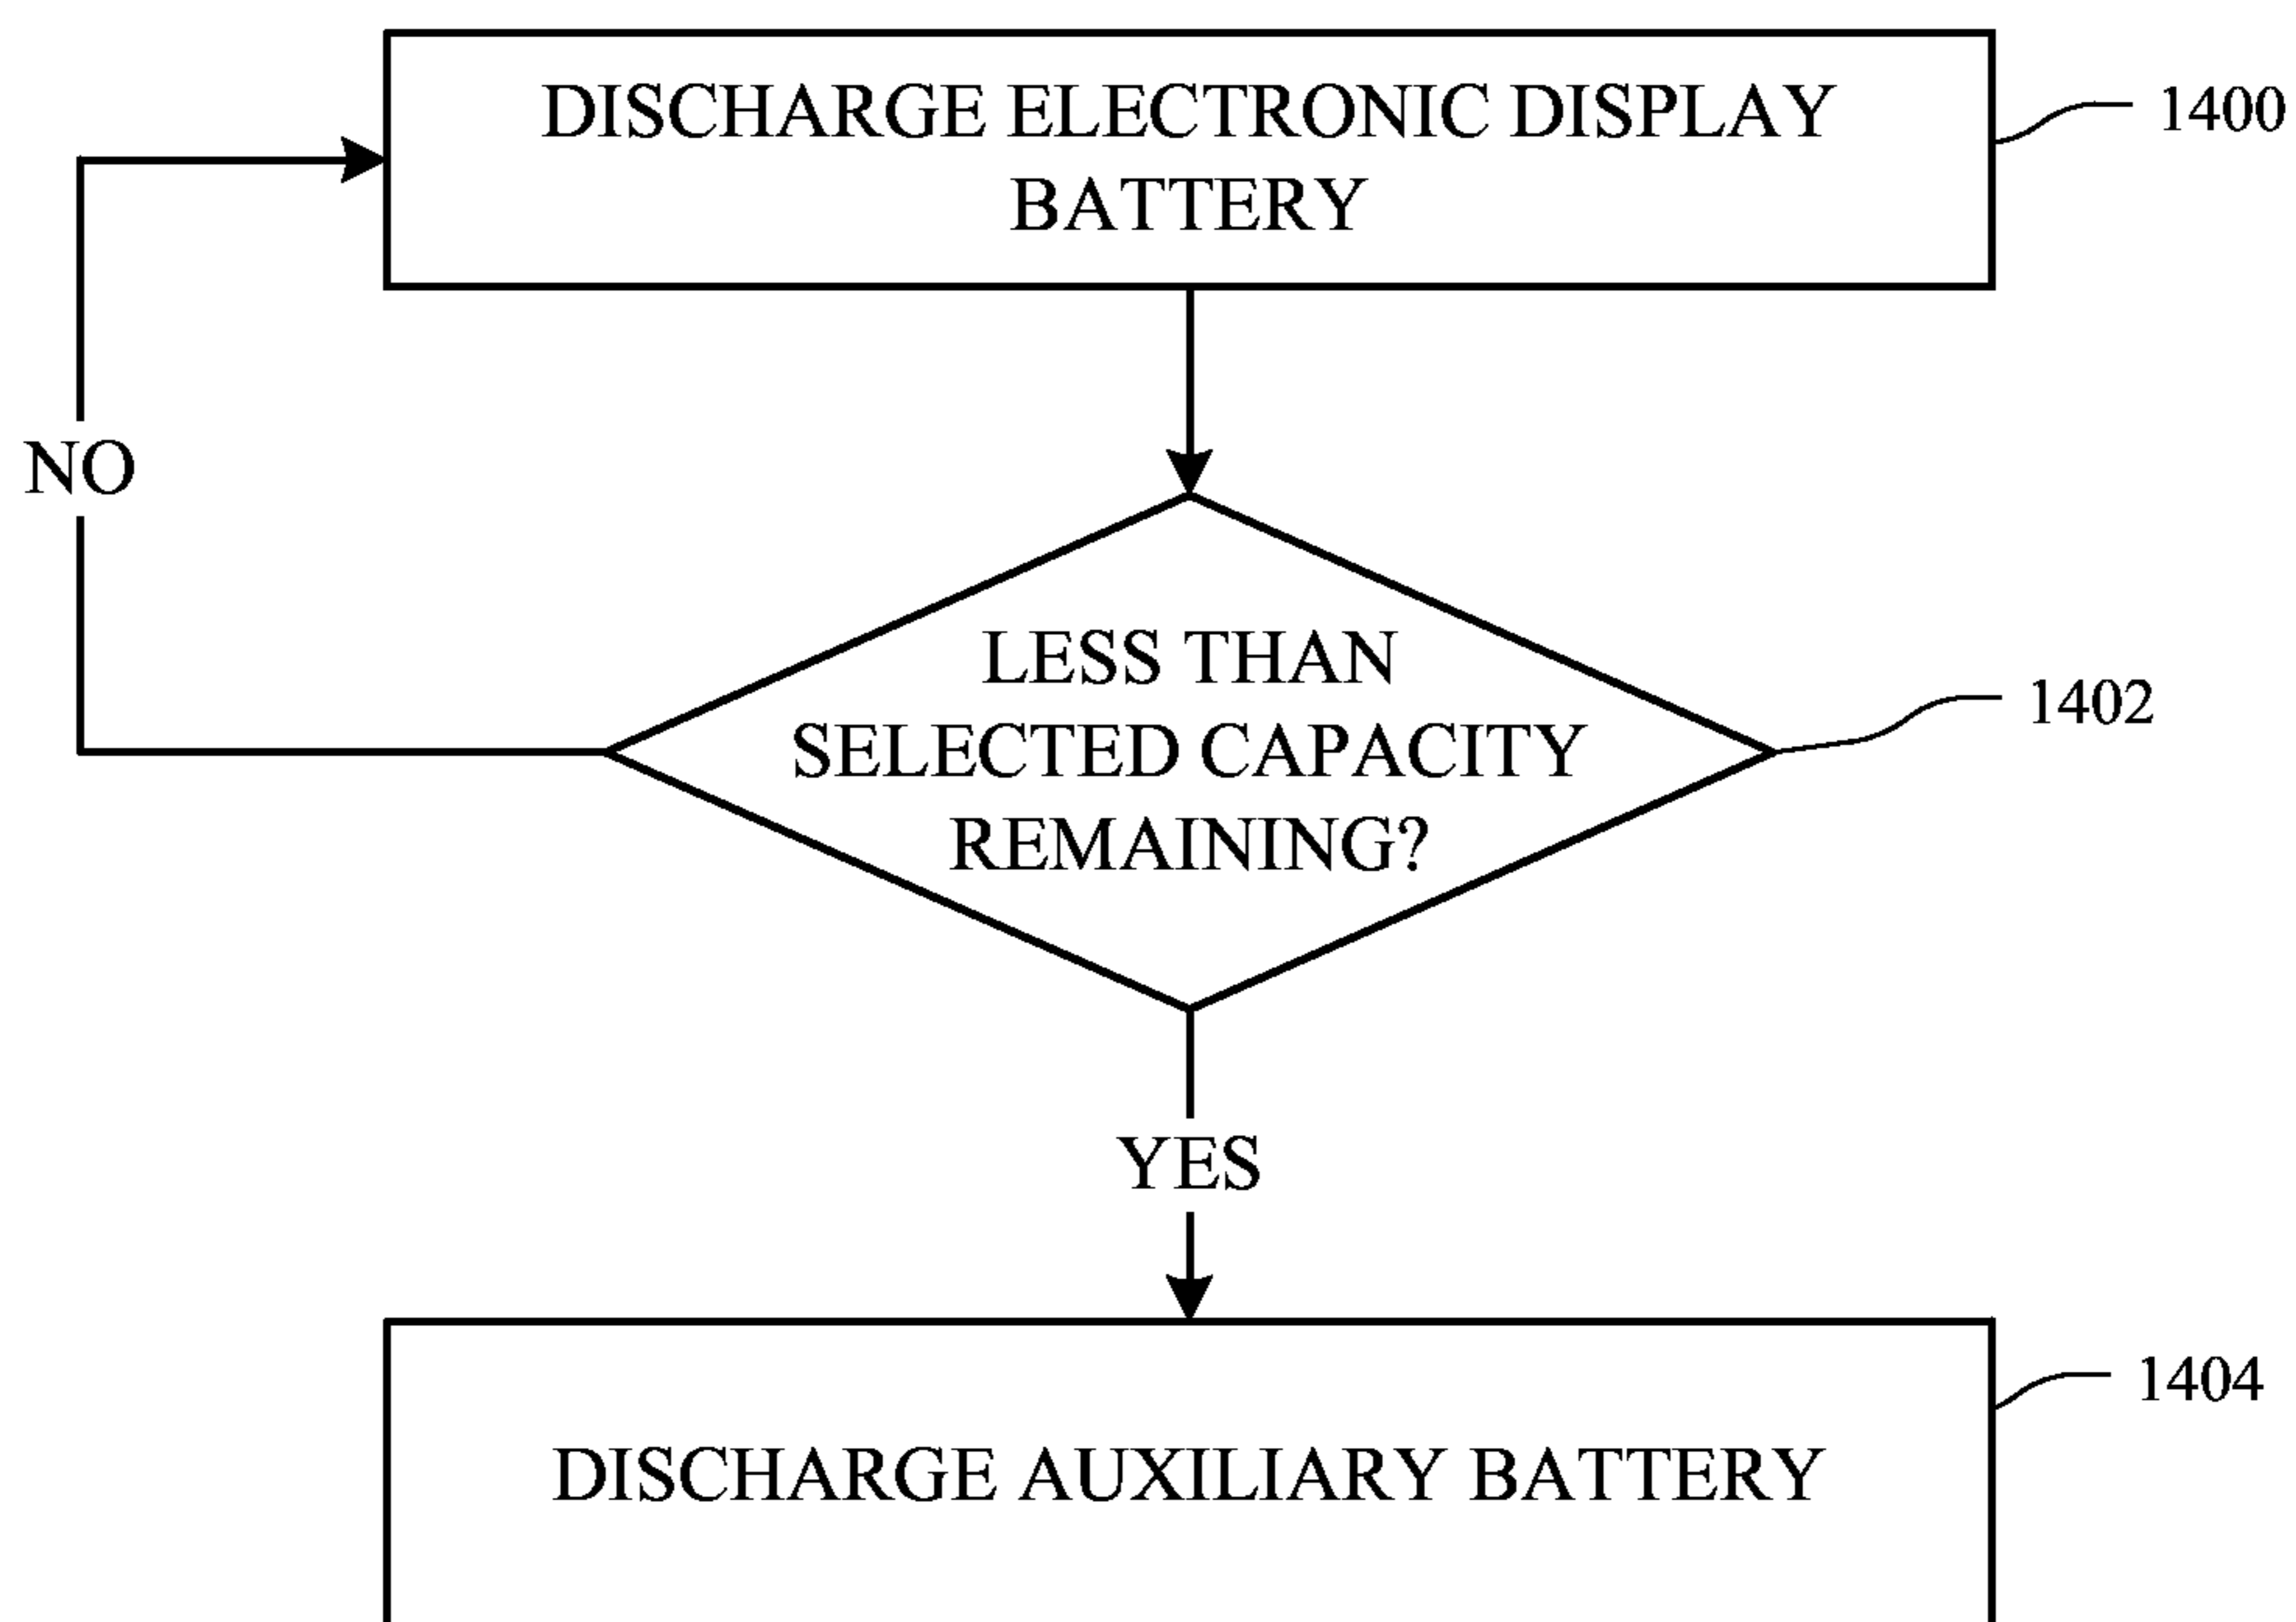 DISCHARGE ELECTRONIC DISPLAY
BATTERY
1400
NO
LESS THAN
SELECTED CAPACITY
REMAINING?
1402
YES
1404
DISCHARGE AUXILIARY BATTERY